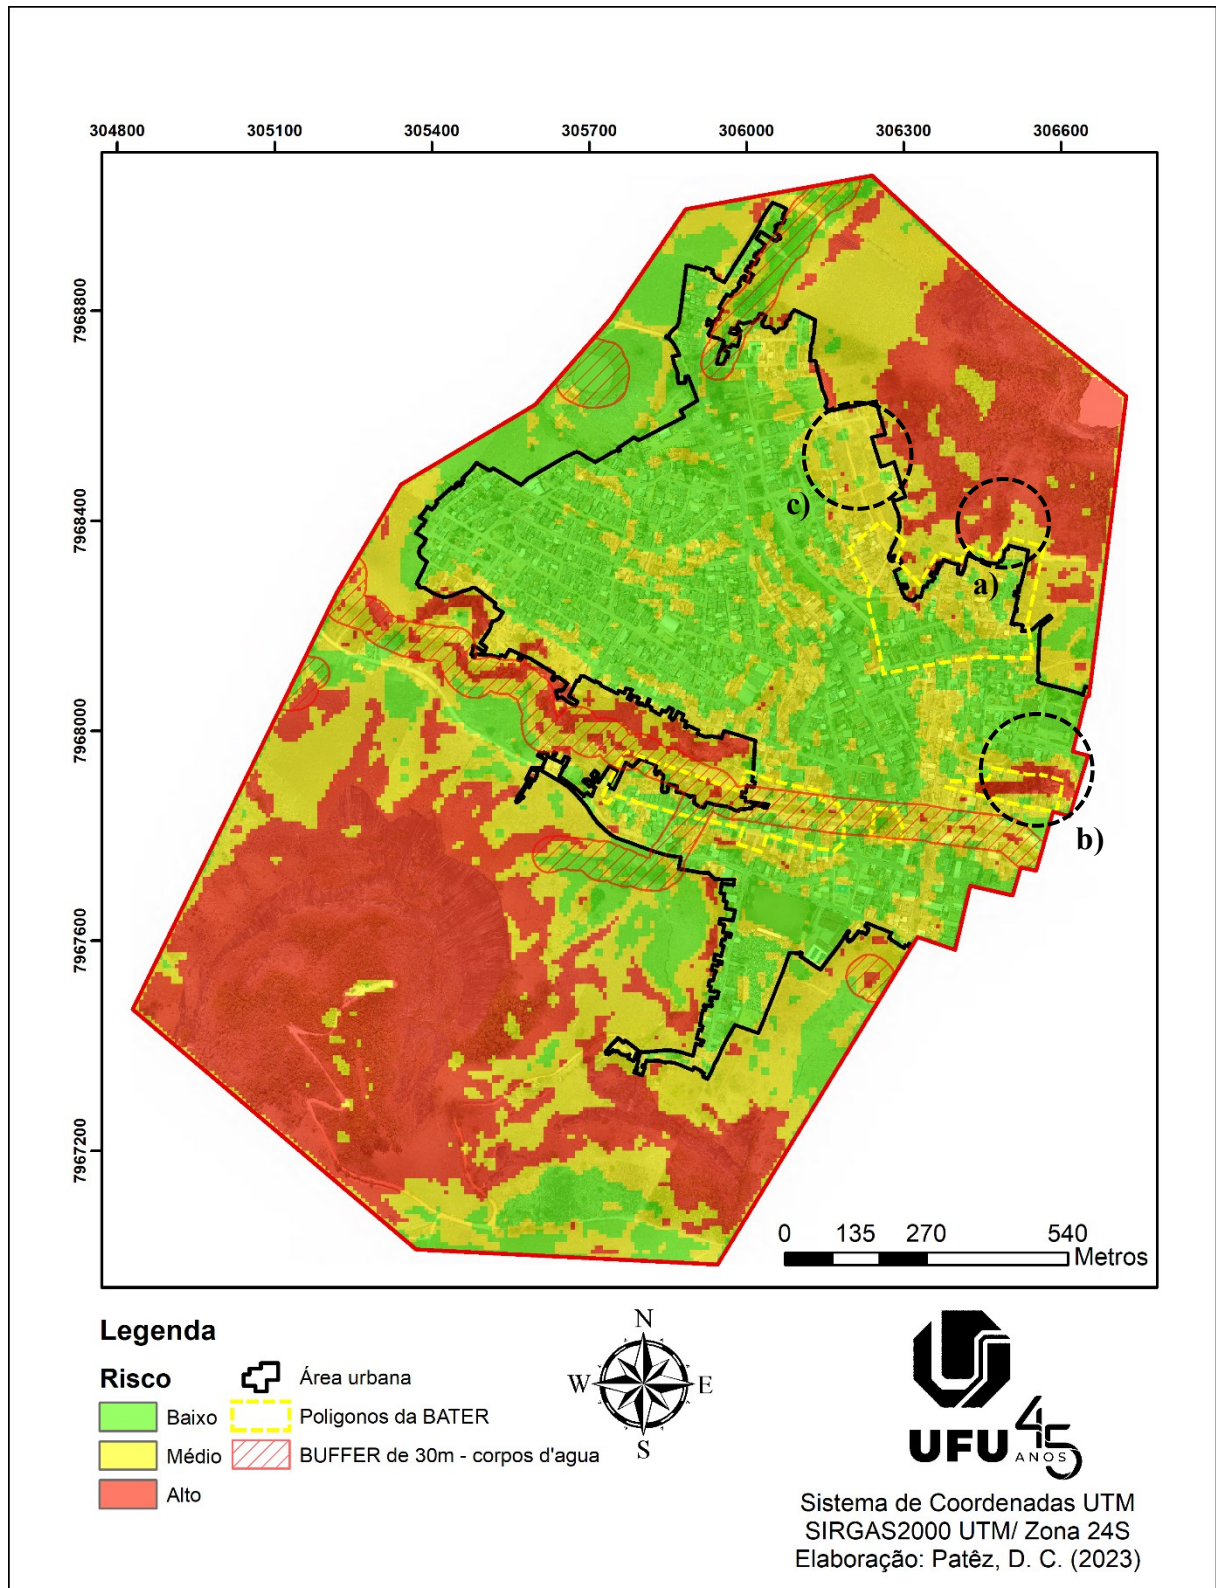 304800 305100 305400 305700 306000 306300 306600
7968800
7968400
7968000
7967600
7967200
c)
a)
b)
0 135 270 540
Metros
Legenda
Risco
Baixo
Médio
Alto
Área urbana
Poligonos da BATER
BUFFER de 30m - corpos d'agua
N
W E
S
UFU 45
ANOS
Sistema de Coordenadas UTM
SIRGAS2000 UTM/ Zona 24S
Elaboração: Patêz, D. C. (2023)